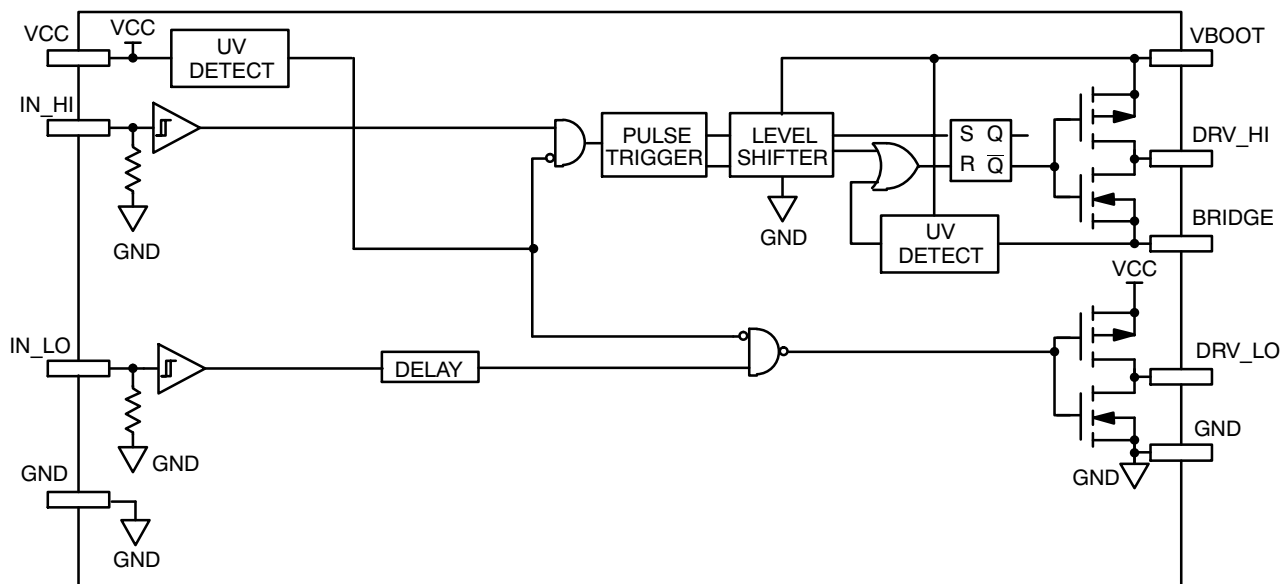 VCC
VCC
UV
DETECT
VBOOT
IN_HI
GND
PULSE
TRIGGER
LEVEL
SHIFTER
GND
S Q
R Q̅
DRV_HI
UV
DETECT
BRIDGE
VCC
IN_LO
GND
DELAY
DRV_LO
GND
GND
GND
GND